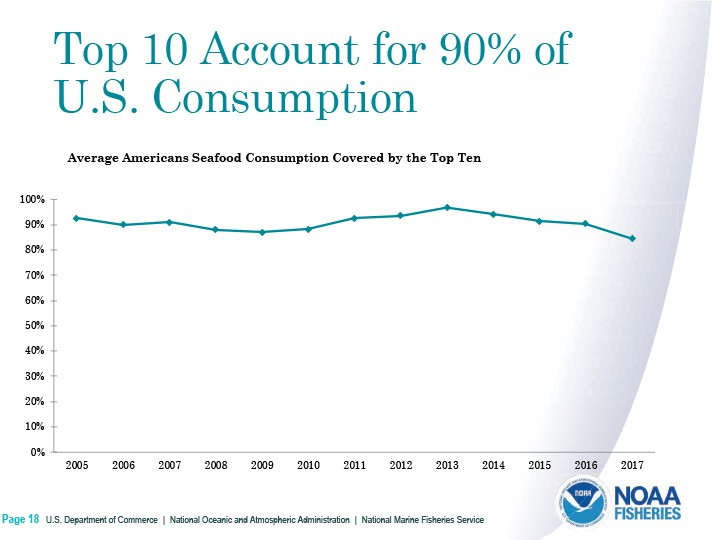 Top 10 Account for 90% of
U.S. Consumption
Average Americans Seafood Consumption Covered by the Top Ten
100%
90%
80%
70%
60%
50%
40%
30%
20%
10%
0%
2005 2006 2007 2008 2009 2010 2011 2012 2013 2014 2015 2016 2017
NOAA
NOAA
FISHERIES
Page 18 U.S. Department of Commerce | National Oceanic and Atmospheric Administration | National Marine Fisheries Service